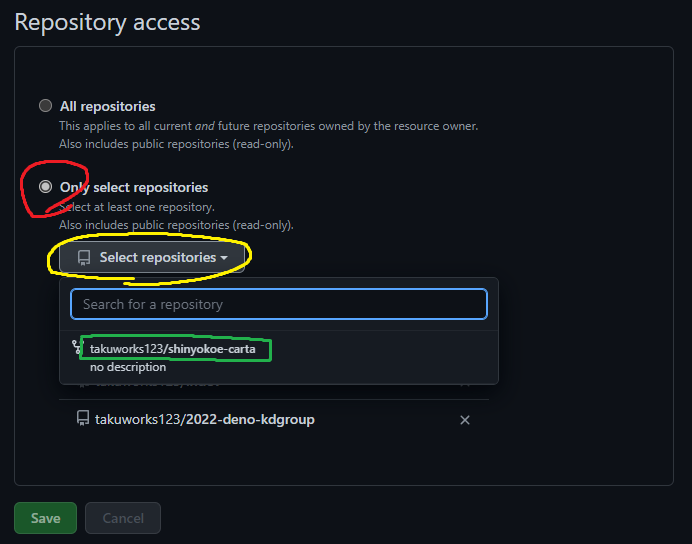 Repository access
All repositories
This applies to all current and future repositories owned by the resource owner.
Also includes public repositories (read-only).
Only select repositories
Select at least one repository.
Also includes public repositories (read-only).
Select repositories
Search for a repository
takuworks123/shinyokoe-carta
no description
takuworks123/2022-deno-kdgroup
Save
Cancel